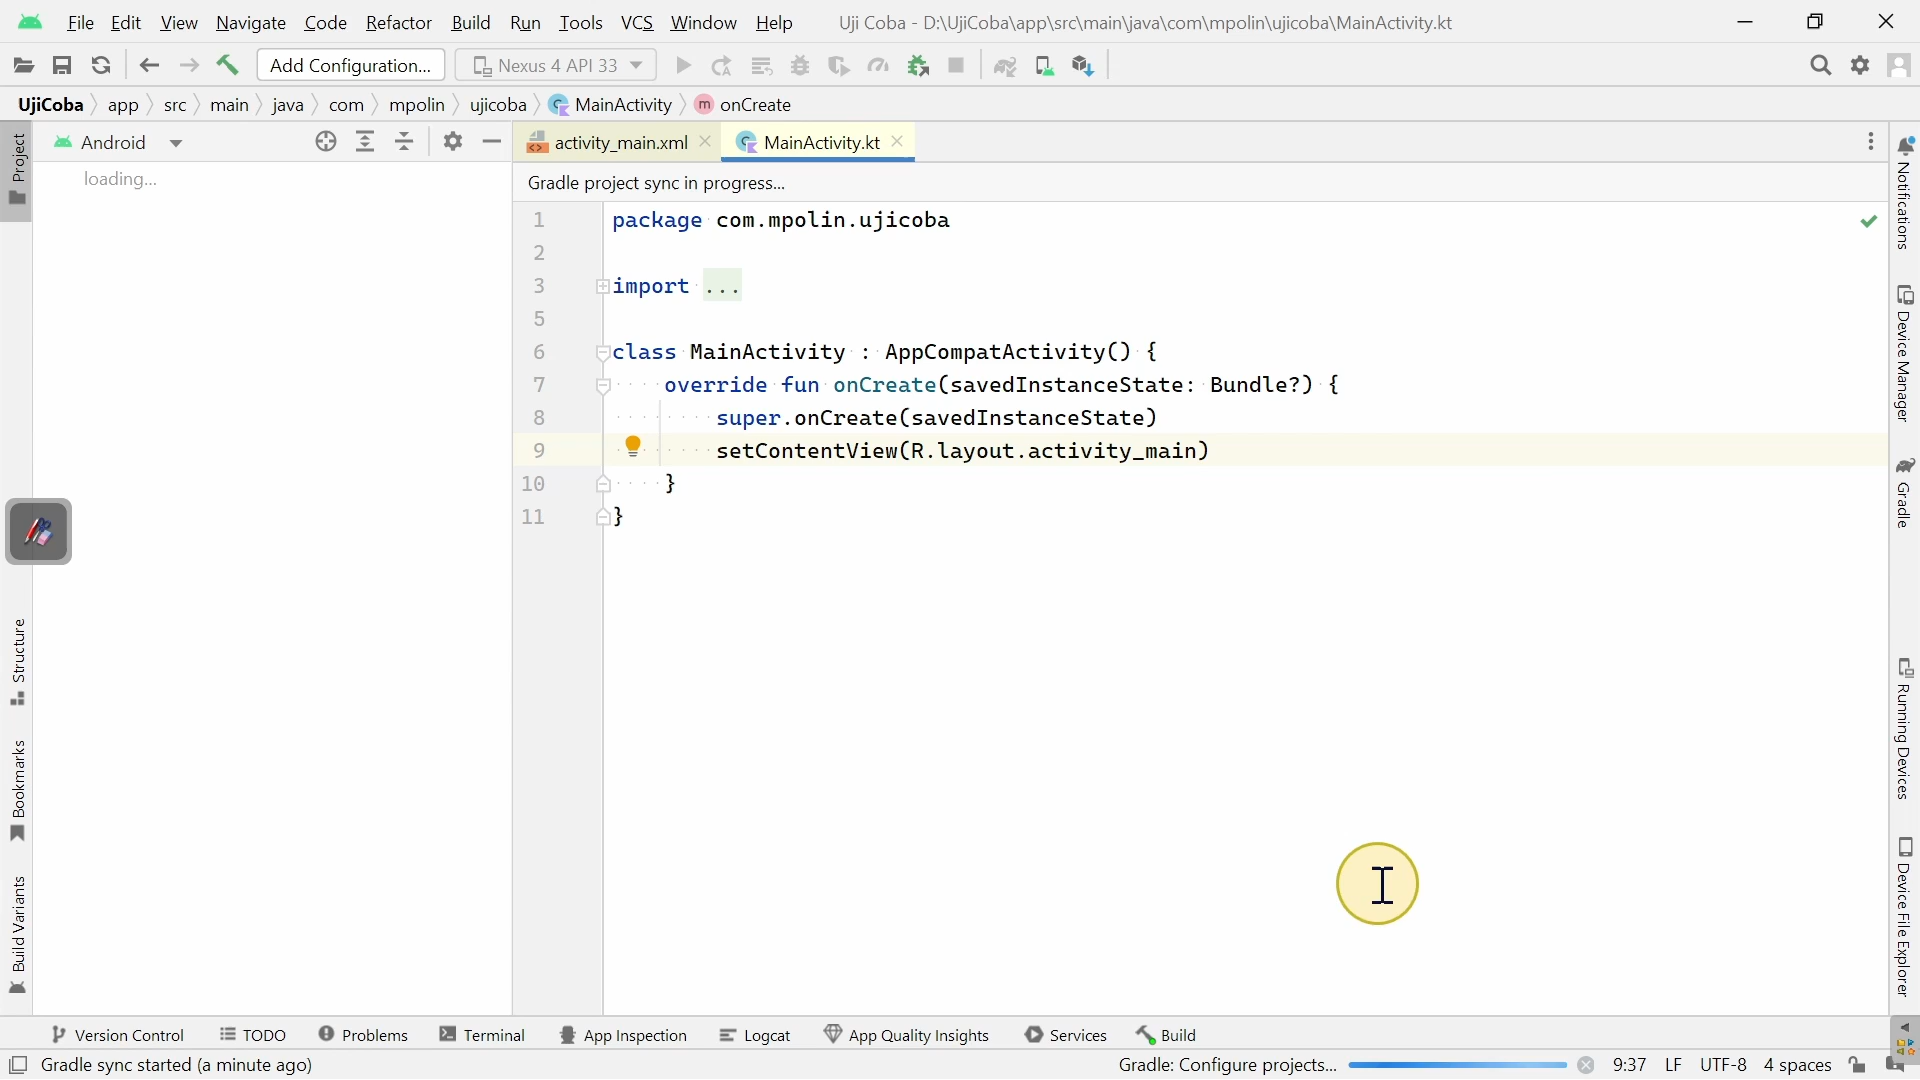 File Edit View Navigate Code Refactor Build Run Tools VCS Window Help Uji Coba - D:\UjiCoba\app\src\main\java\com\mpolin\ujicoba\MainActivity.kt
Add Configuration... Nexus 4 API 33
UjiCoba app src main java com mpolin ujicoba MainActivity m onCreate
Project
Android
activity_main.xml MainActivity.kt
loading...
Gradle project sync in progress...
1 package com.mpolin.ujicoba
2
3 import ...
5
6 class MainActivity : AppCompatActivity() {
7 override fun onCreate(savedInstanceState: Bundle?) {
8 super.onCreate(savedInstanceState)
9 setContentView(R.layout.activity_main)
10 }
11 }
Structure
Bookmarks
Build Variants
Notifications
Device Manager
Gradle
Running Devices
Device File Explorer
Version Control TODO Problems Terminal App Inspection Logcat App Quality Insights Services Build
Gradle sync started (a minute ago) Gradle: Configure projects... 9:37 LF UTF-8 4 spaces